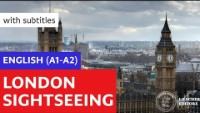 with subtitles
ENGLISH (A1-A2)
LONDON
SIGHTSEEING